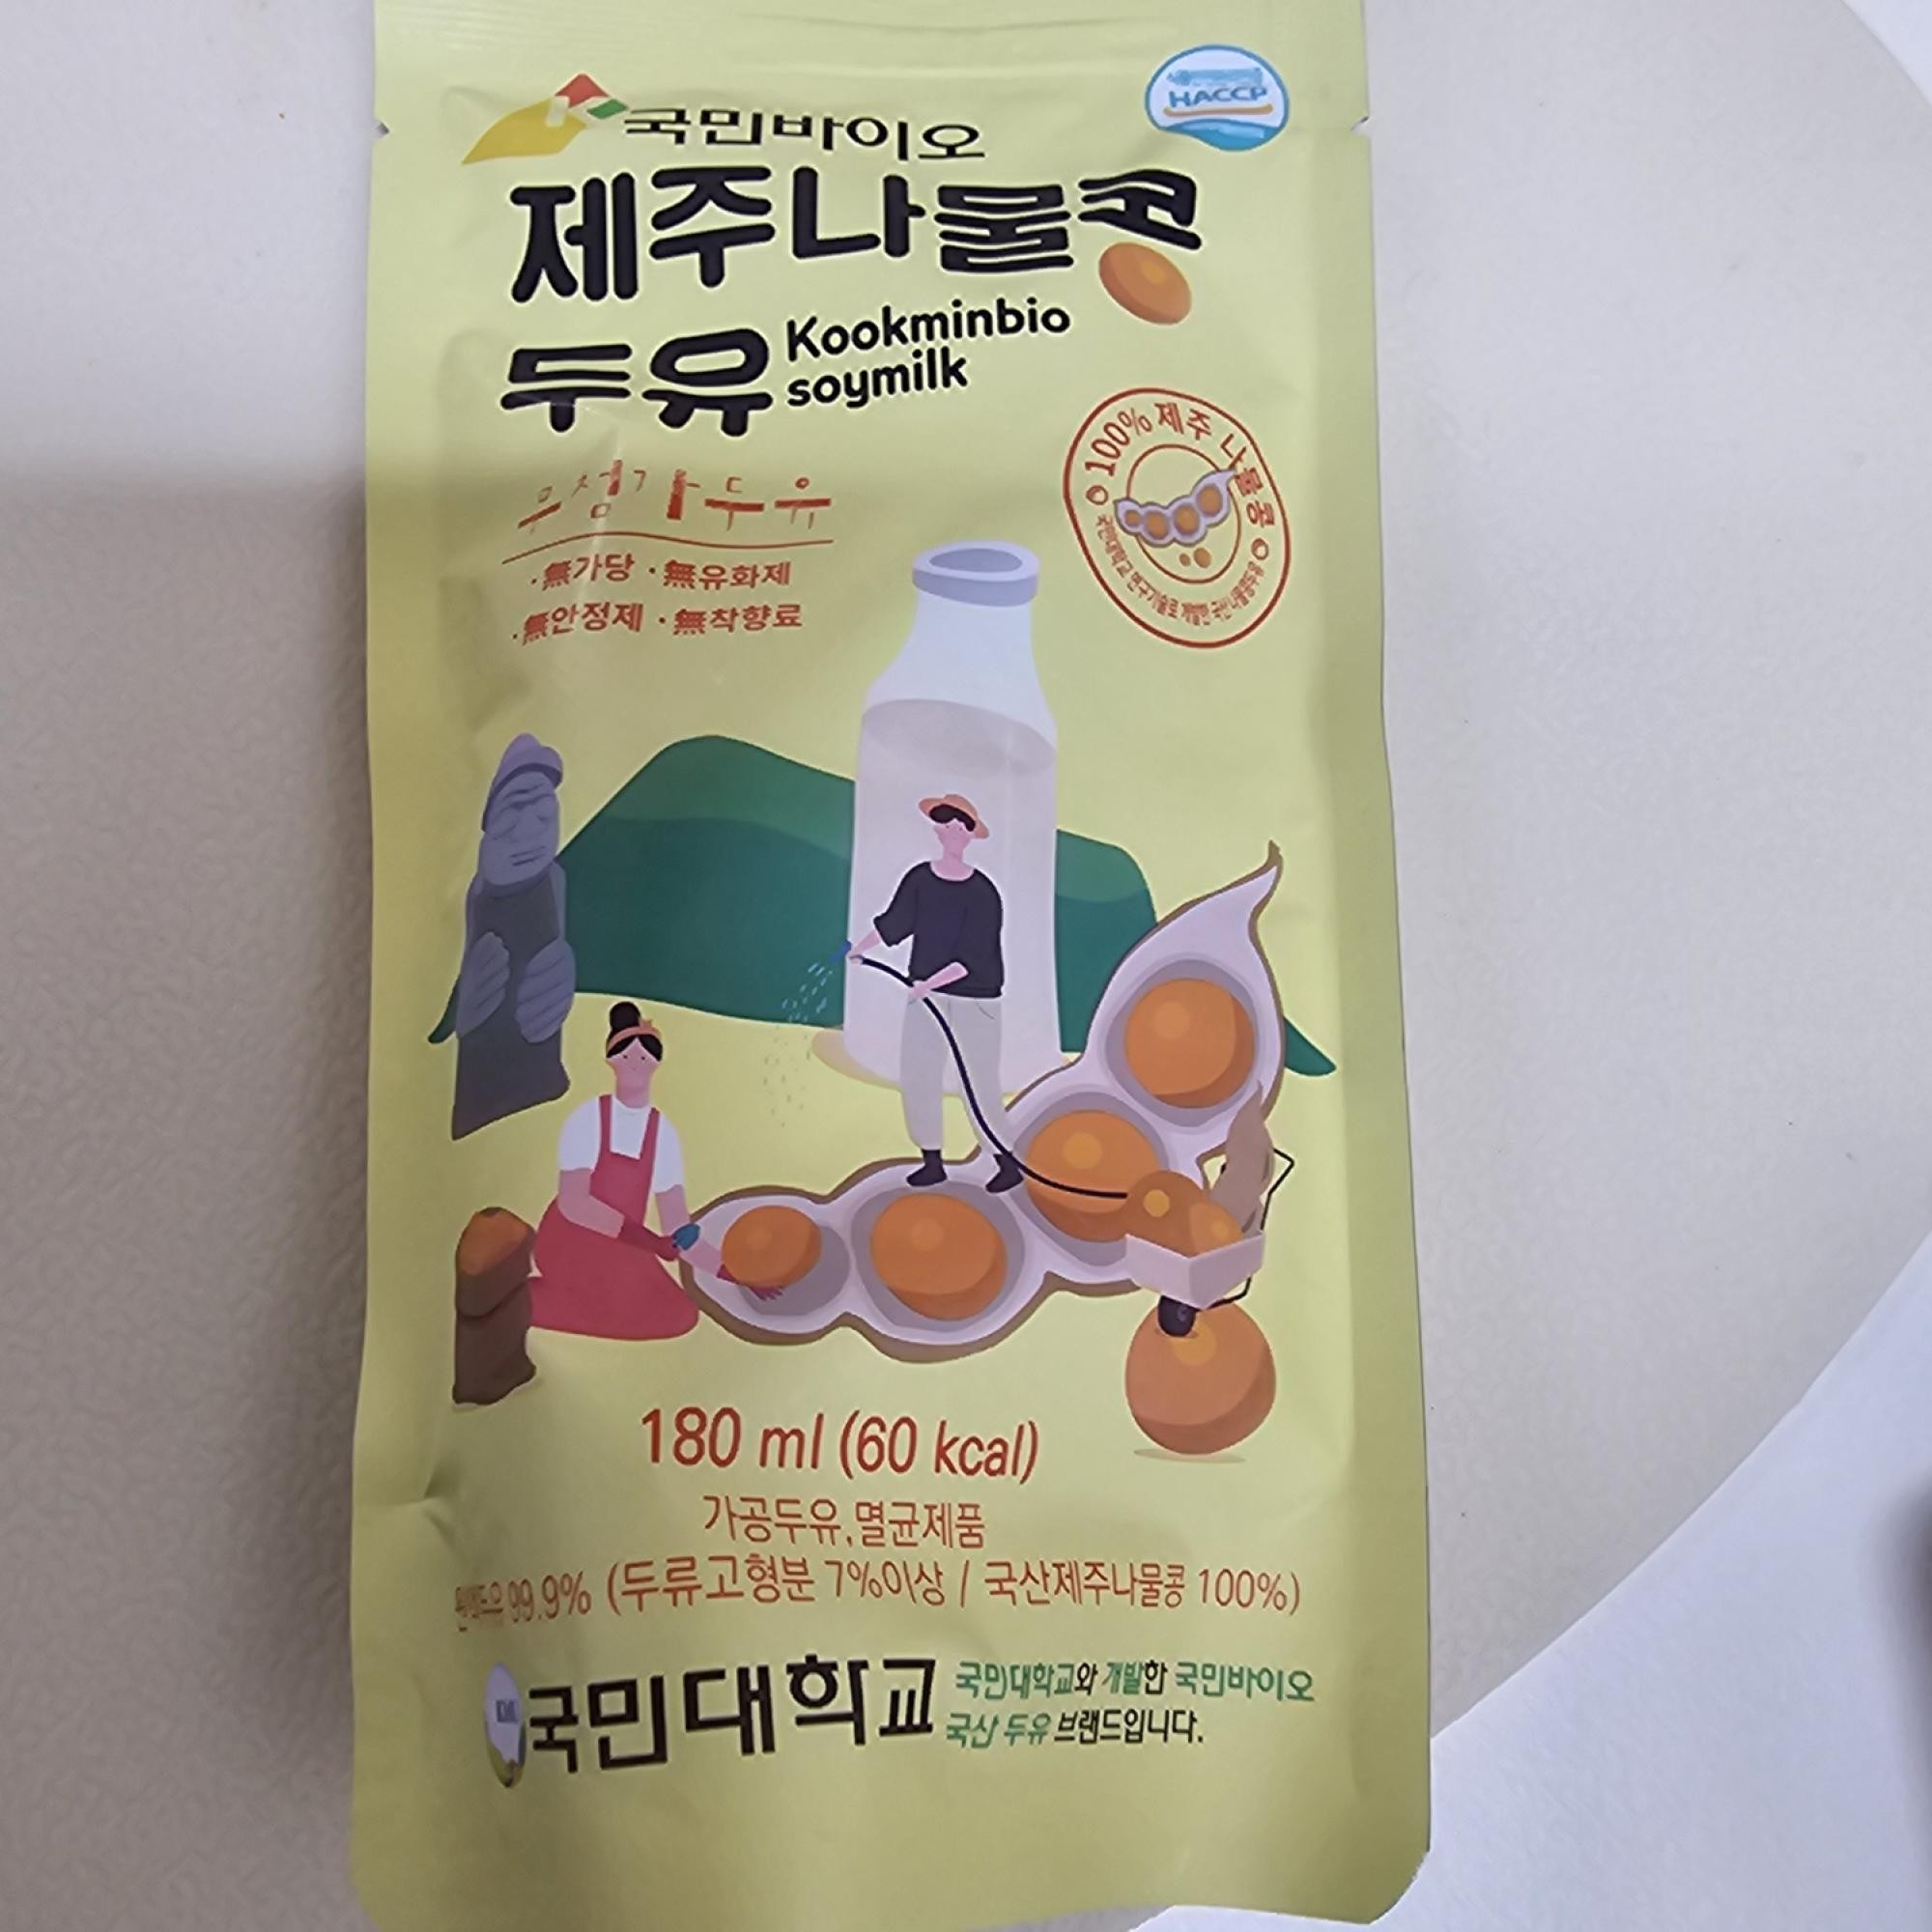 국민바이오
HACCP
제주나물콩
두유
Kookminbio
soymilk
무첨가두유
·無가당 ·無유화제
·無안정제 ·無착향료
100% 제주 나물콩
180 ml (60 kcal)
가공두유,멸균제품
99.9% (두류고형분 7%이상 / 국산제주나물콩 100%)
국민대학교
국민대학교와 개발한 국민바이오
국산 두유 브랜드입니다.